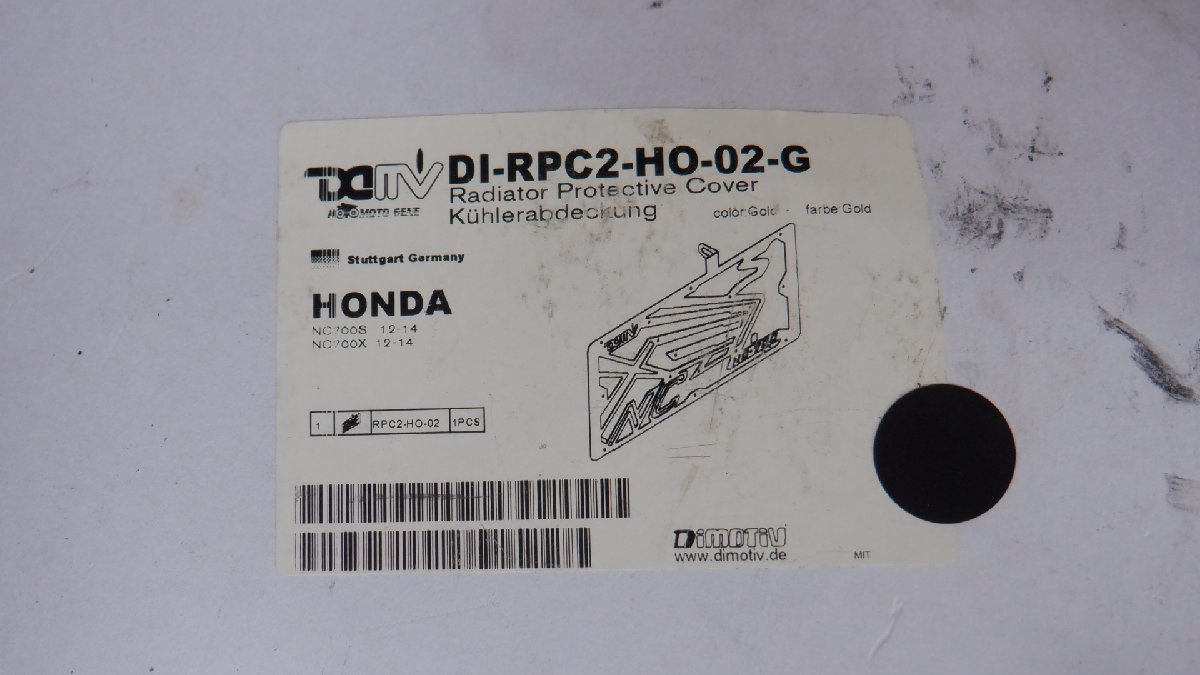 DI-RPC2-HO-02-G
Radiator Protective Cover
Kühlerabdeckung
color:Gold - farbe Gold
Stuttgart Germany
HONDA
NC700S 12-14
NC700X 12-14
1 RPC2-HO-02 1PCS
DiMOTiV
www.dimotiv.de
MIT